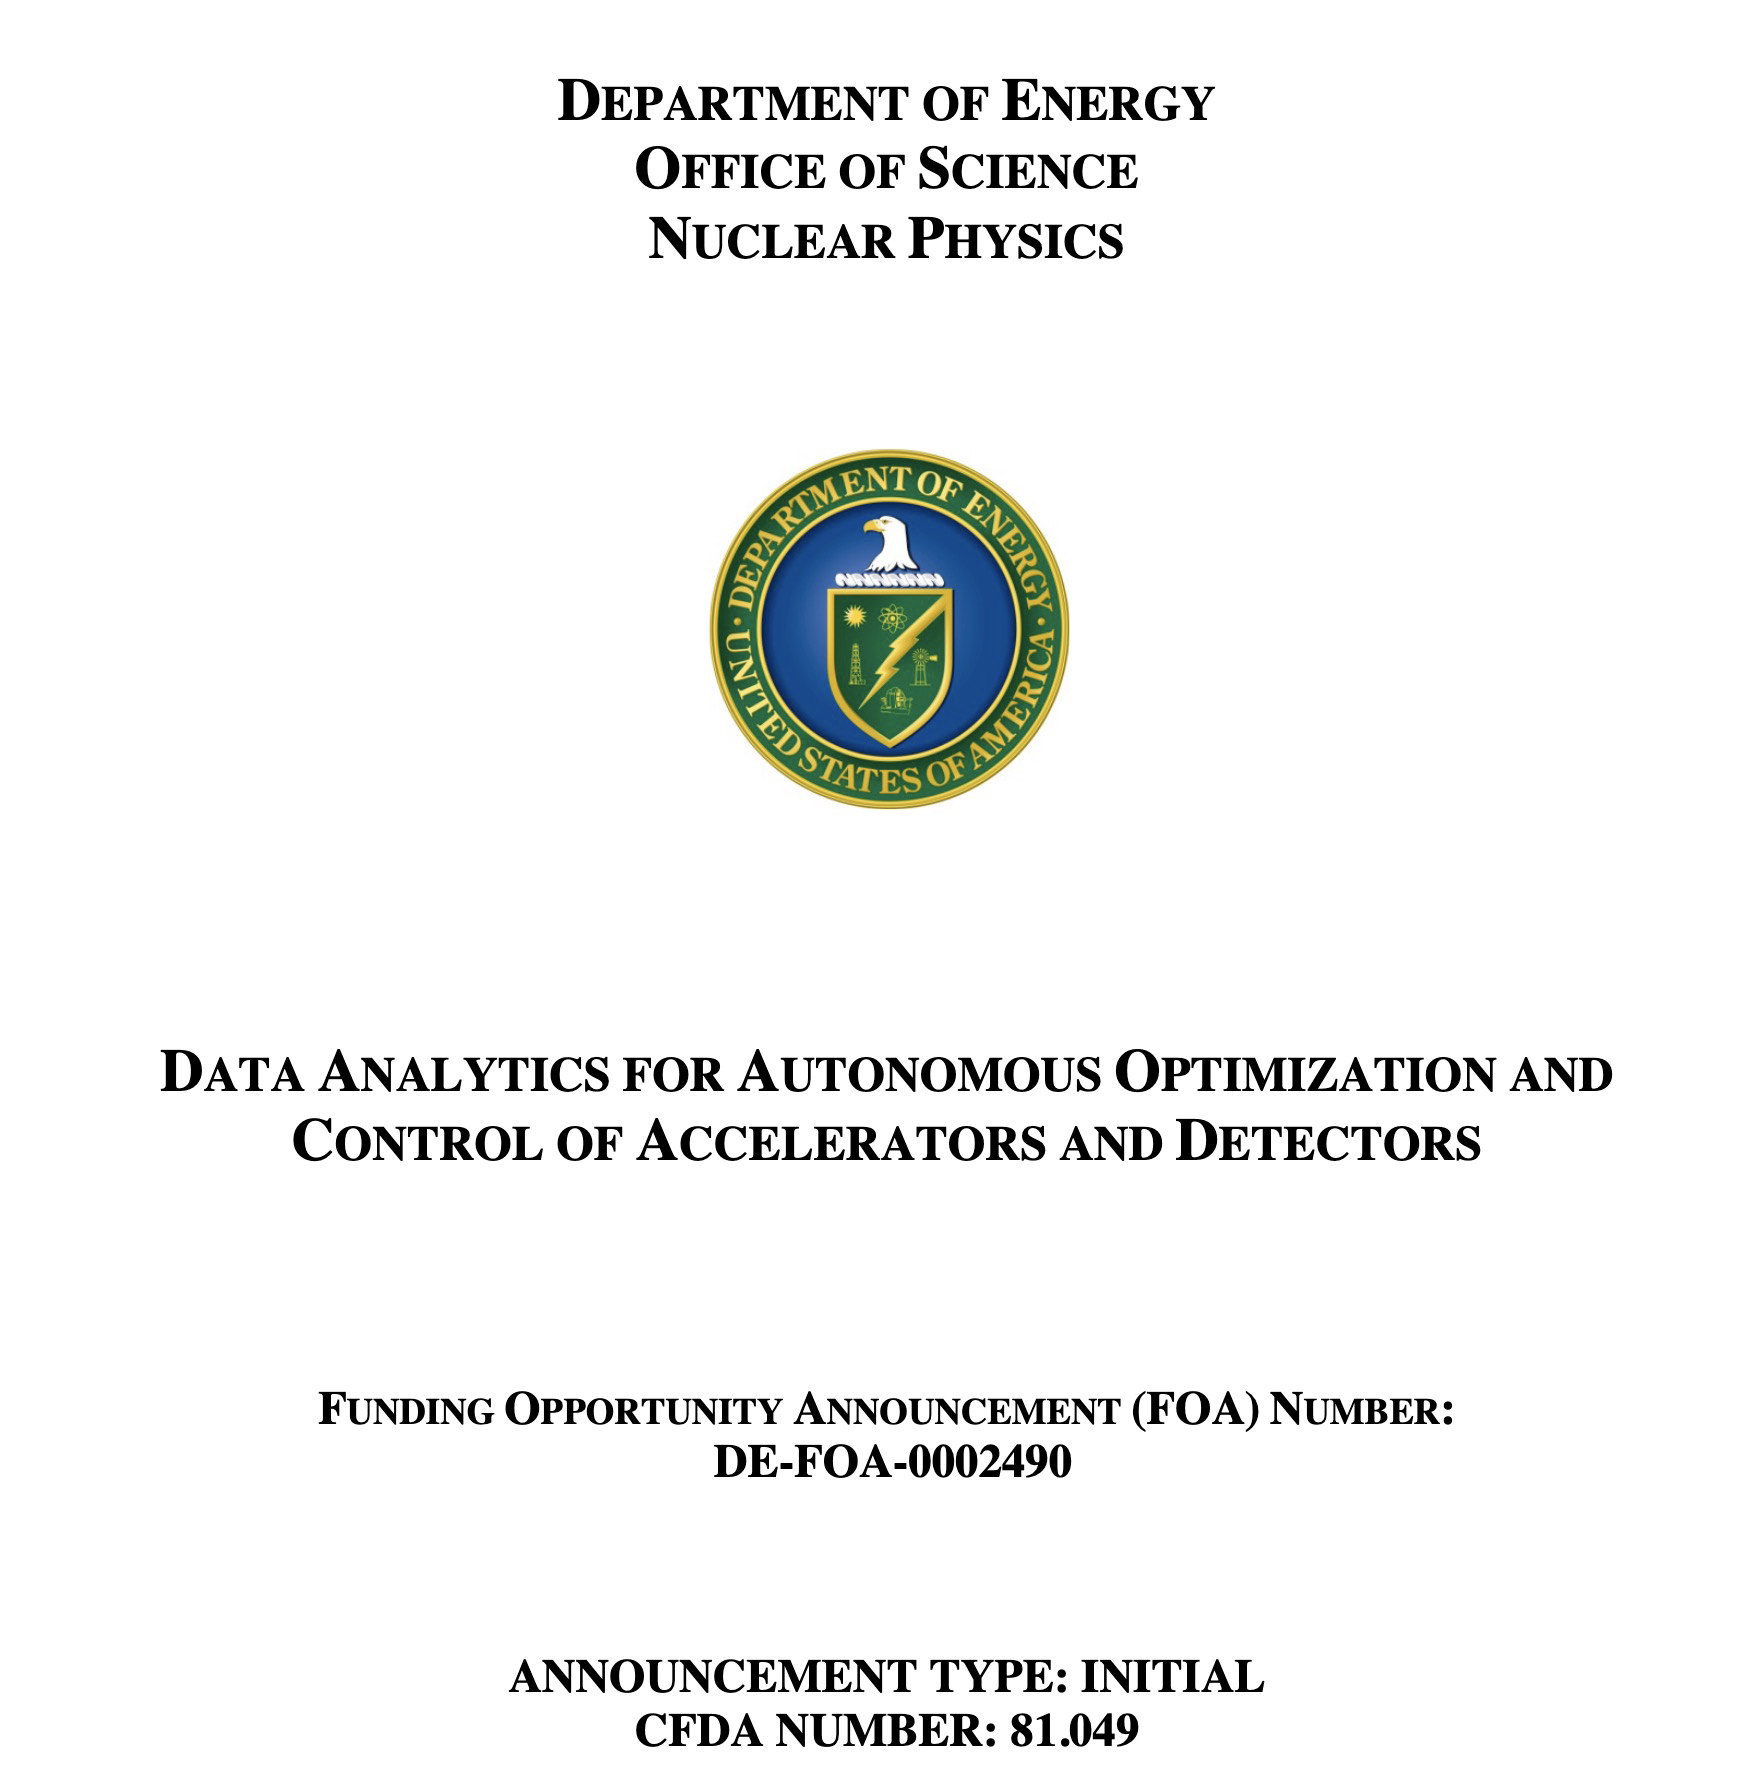 DEPARTMENT OF ENERGY
OFFICE OF SCIENCE
NUCLEAR PHYSICS
DEPARTMENT OF ENERGY
UNITED STATES OF AMERICA
DATA ANALYTICS FOR AUTONOMOUS OPTIMIZATION AND
CONTROL OF ACCELERATORS AND DETECTORS
FUNDING OPPORTUNITY ANNOUNCEMENT (FOA) NUMBER:
DE-FOA-0002490
ANNOUNCEMENT TYPE: INITIAL
CFDA NUMBER: 81.049